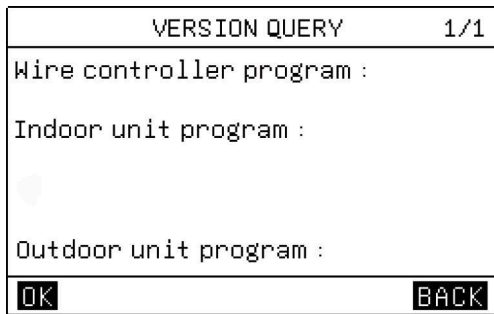 VERSION QUERY 1/1
Wire controller program :
Indoor unit program :
Outdoor unit program :
OK BACK